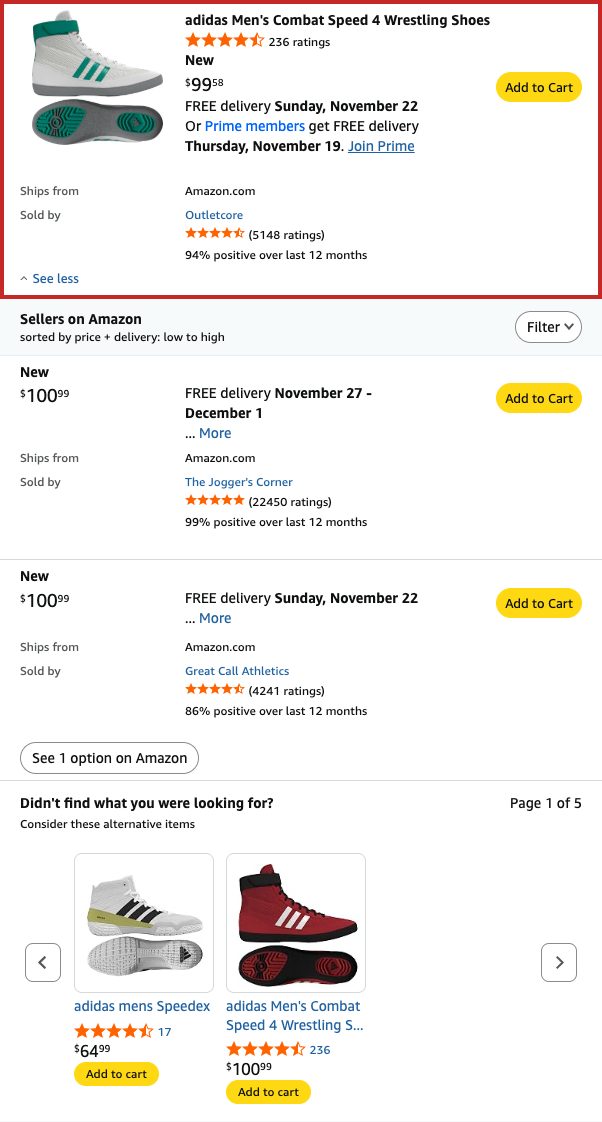 adidas Men's Combat Speed 4 Wrestling Shoes
236 ratings
New
$99⁵⁸
Add to Cart
FREE delivery Sunday, November 22
Or Prime members get FREE delivery
Thursday, November 19. Join Prime
Ships from Amazon.com
Sold by Outletcore
(5148 ratings)
94% positive over last 12 months
See less
Sellers on Amazon
sorted by price + delivery: low to high
Filter
New
$100⁹⁹
FREE delivery November 27 -
December 1
... More
Add to Cart
Ships from Amazon.com
Sold by The Jogger's Corner
(22450 ratings)
99% positive over last 12 months
New
$100⁹⁹
FREE delivery Sunday, November 22
... More
Add to Cart
Ships from Amazon.com
Sold by Great Call Athletics
(4241 ratings)
86% positive over last 12 months
See 1 option on Amazon
Didn't find what you were looking for?
Page 1 of 5
Consider these alternative items
adidas mens Speedex
17
$64⁹⁹
Add to cart
adidas Men's Combat
Speed 4 Wrestling S...
236
$100⁹⁹
Add to cart